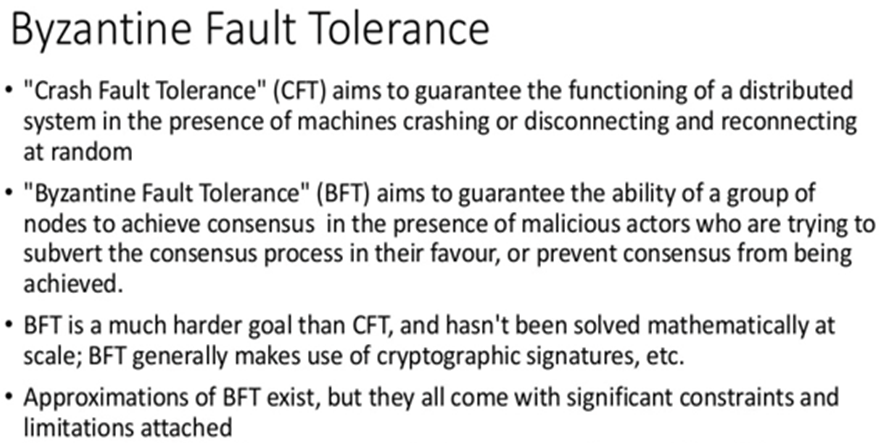 Byzantine Fault Tolerance
• "Crash Fault Tolerance" (CFT) aims to guarantee the functioning of a distributed
system in the presence of machines crashing or disconnecting and reconnecting
at random
• "Byzantine Fault Tolerance" (BFT) aims to guarantee the ability of a group of
nodes to achieve consensus in the presence of malicious actors who are trying to
subvert the consensus process in their favour, or prevent consensus from being
achieved.
• BFT is a much harder goal than CFT, and hasn't been solved mathematically at
scale; BFT generally makes use of cryptographic signatures, etc.
• Approximations of BFT exist, but they all come with significant constraints and
limitations attached